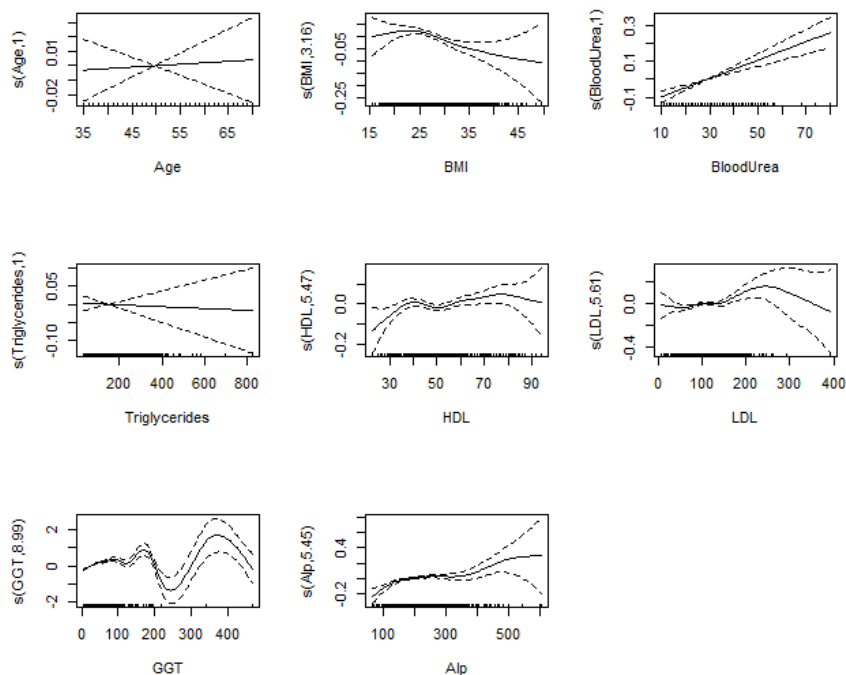 s(Age,1)
0.01
-0.02
35 45 55 65
Age
s(BMI,3.16)
-0.05
-0.25
15 25 35 45
BMI
s(BloodUrea,1)
0.3
0.1
-0.1
10 30 50 70
BloodUrea
s(Triglycerides,1)
0.05
-0.10
200 400 600 800
Triglycerides
s(HDL,5.47)
0.0
-0.2
30 50 70 90
HDL
s(LDL,5.61)
0.0
-0.4
0 100 200 300 400
LDL
s(GGT,8.99)
2
0
-2
0 100 200 300 400
GGT
s(Alp,5.45)
0.4
-0.2
100 300 500
Alp